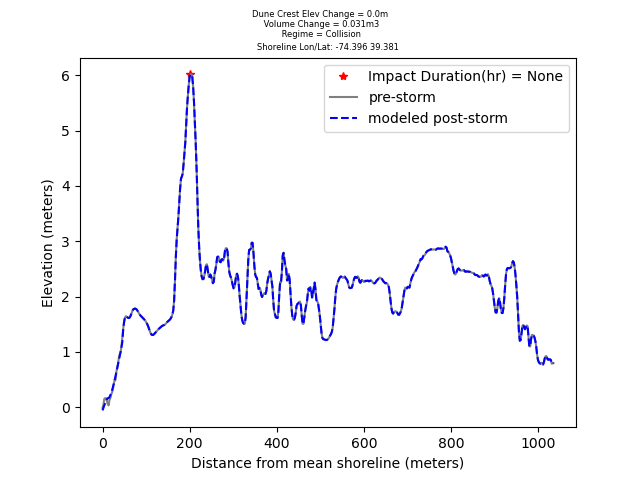 Dune Crest Elev Change = 0.0m
Volume Change = 0.031m3
Regime = Collision
Shoreline Lon/Lat: -74.396 39.381
Impact Duration(hr) = None
pre-storm
modeled post-storm
Elevation (meters)
6
5
4
3
2
1
0
0 200 400 600 800 1000
Distance from mean shoreline (meters)